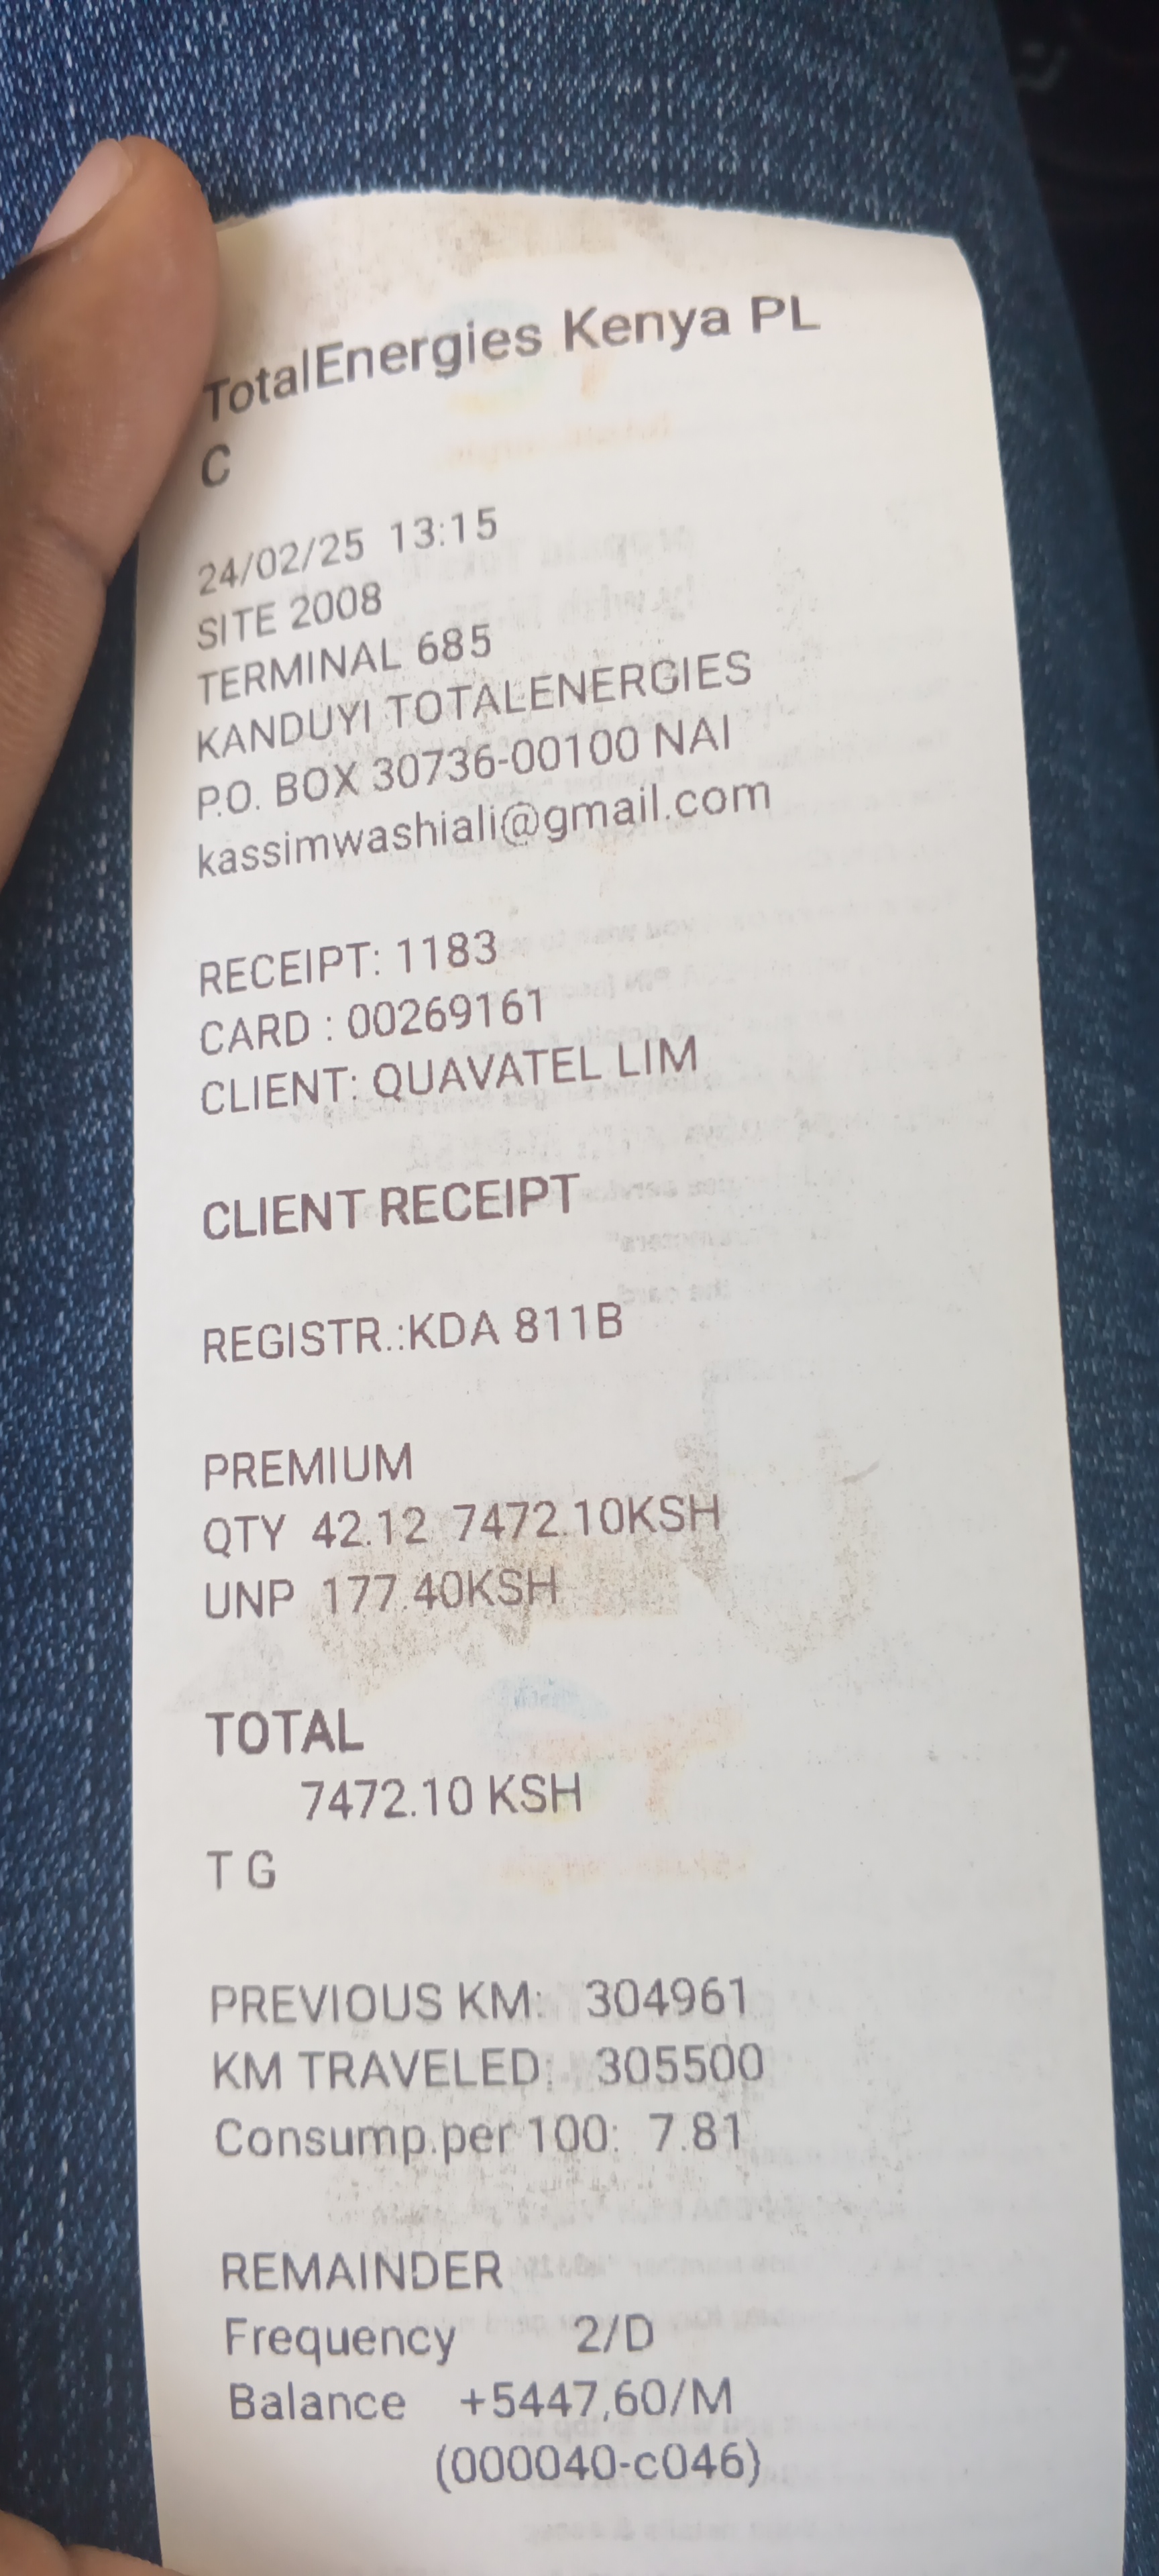 TotalEnergies Kenya PL
C
24/02/25 13:15
SITE 2008
TERMINAL 685
KANDUYI TOTALENERGIES
P.O. BOX 30736-00100 NAI
kassimwashiali@gmail.com
RECEIPT: 1183
CARD : 00269161
CLIENT: QUAVATEL LIM
CLIENT RECEIPT
REGISTR.:KDA 811B
PREMIUM
QTY 42.12 7472.10KSH
UNP 177.40KSH
TOTAL
7472.10 KSH
T G
PREVIOUS KM: 304961
KM TRAVELED: 305500
Consump.per 100: 7.81
REMAINDER
Frequency 2/D
Balance +5447,60/M
(000040-c046)